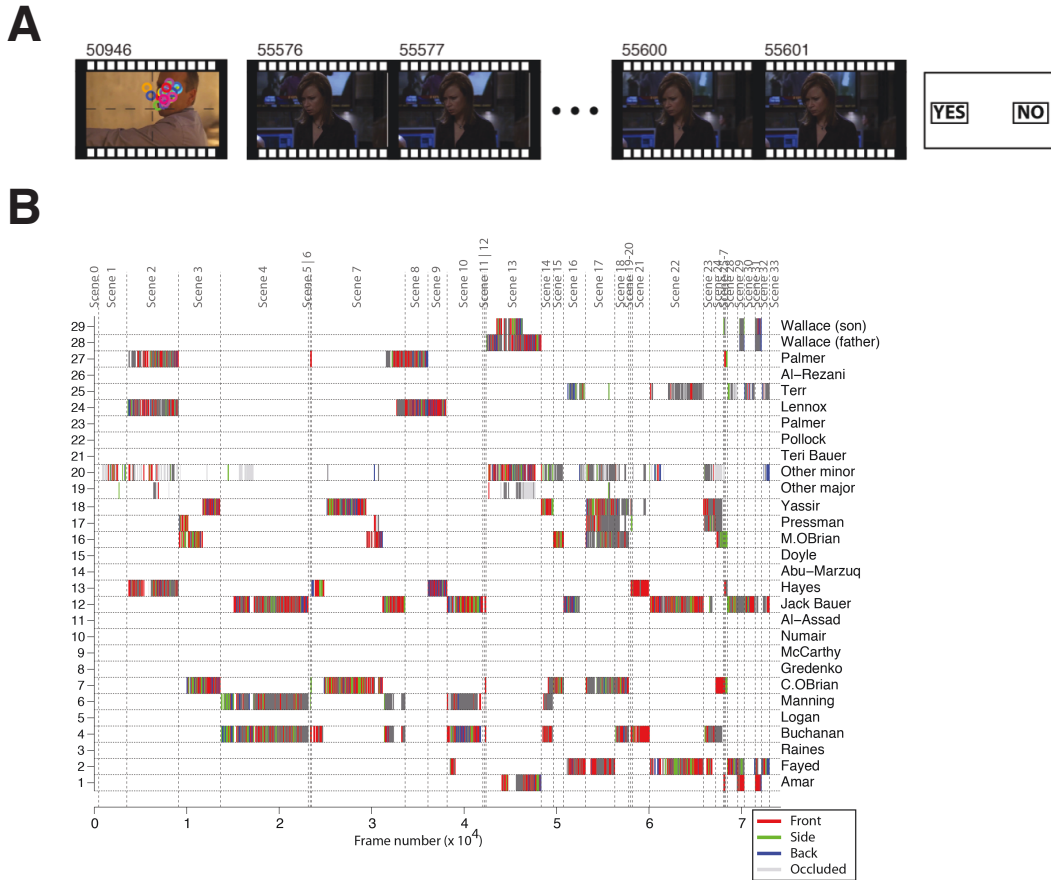 A
50946
55576
55577
55600
55601
YES
NO
B
Scene 0
Scene 1
Scene 2
Scene 3
Scene 4
Scene 5 | 6
Scene 7
Scene 8
Scene 9
Scene 10
Scene 11 | 12
Scene 13
Scene 14
Scene 15
Scene 16
Scene 17
Scene 18
Scene 19-20
Scene 21
Scene 22
Scene 23
Scene 24
Scene 28
Scene 29
Scene 30
Scene 31
Scene 32
Scene 33
29 Wallace (son)
28 Wallace (father)
27 Palmer
26 Al−Rezani
25 Terr
24 Lennox
23 Palmer
22 Pollock
21 Teri Bauer
20 Other minor
19 Other major
18 Yassir
17 Pressman
16 M.OBrian
15 Doyle
14 Abu−Marzuq
13 Hayes
12 Jack Bauer
11 Al−Assad
10 Numair
9 McCarthy
8 Gredenko
7 C.OBrian
6 Manning
5 Logan
4 Buchanan
3 Raines
2 Fayed
1 Amar
0 1 2 3 4 5 6 7
Frame number (x 10⁴)
Front
Side
Back
Occluded